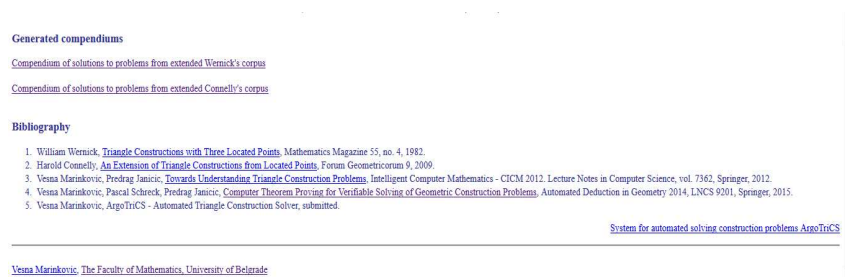 Generated compendiums
Compendium of solutions to problems from extended Wernick's corpus
Compendium of solutions to problems from extended Connelly's corpus
Bibliography
1. William Wernick, Triangle Constructions with Three Located Points, Mathematics Magazine 55, no. 4, 1982.
2. Harold Connelly, An Extension of Triangle Constructions from Located Points, Forum Geometricorum 9, 2009.
3. Vesna Marinkovic, Predrag Janicic, Towards Understanding Triangle Construction Problems, Intelligent Computer Mathematics - CICM 2012. Lecture Notes in Computer Science, vol. 7362, Springer, 2012.
4. Vesna Marinkovic, Pascal Schreck, Predrag Janicic, Computer Theorem Proving for Verifiable Solving of Geometric Construction Problems, Automated Deduction in Geometry 2014, LNCS 9201, Springer, 2015.
5. Vesna Marinkovic, ArgoTriCS - Automated Triangle Construction Solver, submitted.
System for automated solving construction problems ArgoTriCS
Vesna Marinkovic, The Faculty of Mathematics, University of Belgrade